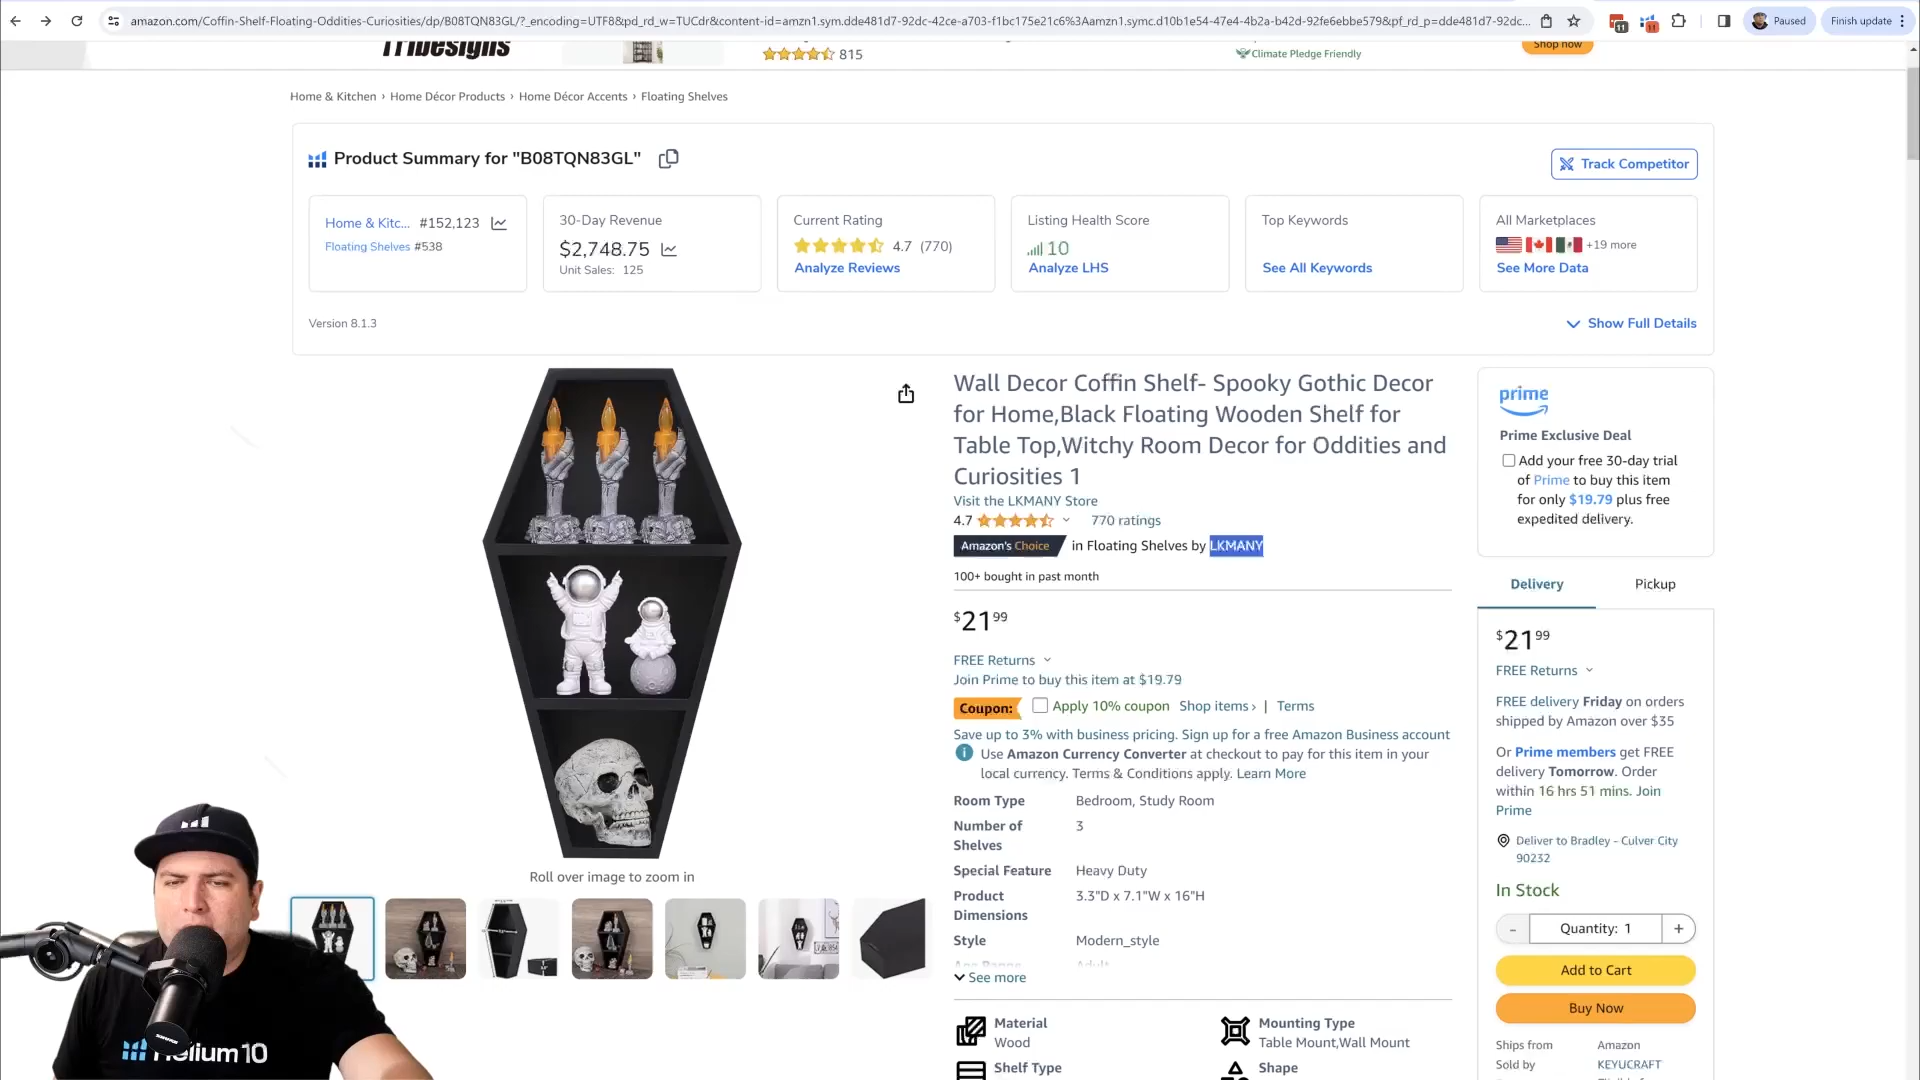 amazon.com/Coffin-Shelf-Floating-Oddities-Curiosities/dp/B08TQN83GL/?_encoding=UTF8&pd_rd_w=TUCdr&content-id=amzn1.sym.dde481d7-92dc-42ce-a703-f1bc175e21c6%3Aamzn1.symc.d10b1e54-47e4-4b2a-b42d-92fe6ebbe579&pf_rd_p=dde481d7-92dc...
11
11
Paused
Finish update
Tribesigns
815
Climate Pledge Friendly
Shop now
Home & Kitchen › Home Décor Products › Home Décor Accents › Floating Shelves
Product Summary for "B08TQN83GL"
Track Competitor
Home & Kitc... #152,123
Floating Shelves #538
30-Day Revenue
$2,748.75
Unit Sales: 125
Current Rating
4.7 (770)
Analyze Reviews
Listing Health Score
10
Analyze LHS
Top Keywords
See All Keywords
All Marketplaces
+19 more
See More Data
Version 8.1.3
Show Full Details
Wall Decor Coffin Shelf- Spooky Gothic Decor
for Home,Black Floating Wooden Shelf for
Table Top,Witchy Room Decor for Oddities and
Curiosities 1
Visit the LKMANY Store
4.7 770 ratings
Amazon's Choice in Floating Shelves by LKMANY
100+ bought in past month
$21 99
FREE Returns
Join Prime to buy this item at $19.79
Coupon: Apply 10% coupon Shop items › | Terms
Save up to 3% with business pricing. Sign up for a free Amazon Business account
Use Amazon Currency Converter at checkout to pay for this item in your
local currency. Terms & Conditions apply. Learn More
Room Type Bedroom, Study Room
Number of Shelves 3
Special Feature Heavy Duty
Product Dimensions 3.3"D x 7.1"W x 16"H
Style Modern_style
Age Range Adult
See more
Material
Wood
Mounting Type
Table Mount,Wall Mount
Shelf Type
Shape
Roll over image to zoom in
prime
Prime Exclusive Deal
Add your free 30-day trial
of Prime to buy this item
for only $19.79 plus free
expedited delivery.
Delivery Pickup
$21 99
FREE Returns
FREE delivery Friday on orders
shipped by Amazon over $35
Or Prime members get FREE
delivery Tomorrow. Order
within 16 hrs 51 mins. Join
Prime
Deliver to Bradley - Culver City
90232
In Stock
- Quantity: 1 +
Add to Cart
Buy Now
Ships from Amazon
Sold by KEYUCRAFT
Helium 10